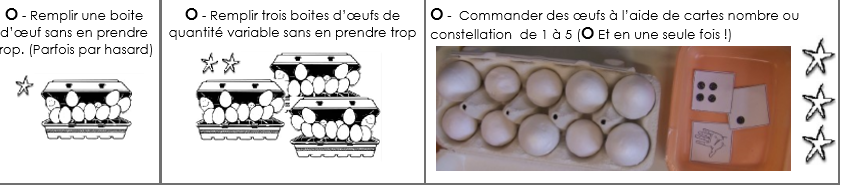 O - Remplir une boite
d'œuf sans en prendre
rop. (Parfois par hasard)
O - Remplir trois boites d'œufs de
quantité variable sans en prendre trop
O - Commander des œufs à l'aide de cartes nombre ou
constellation de 1 à 5 (O Et en une seule fois !)